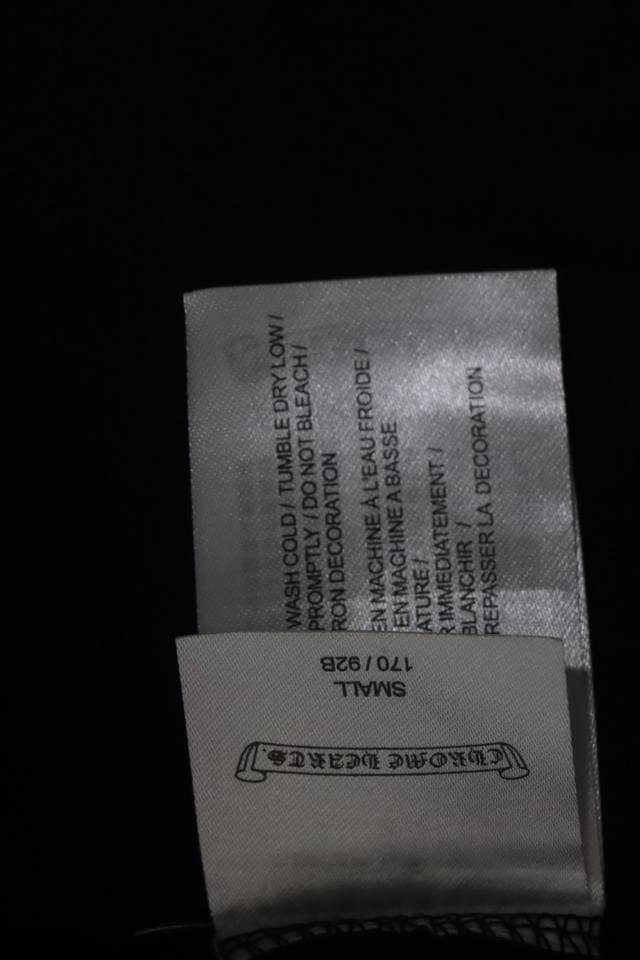 WASH COLD / TUMBLE DRY LOW /
PROMPTLY / DO NOT BLEACH /
RON DECORATION
EN MACHINE À L'EAU FROIDE /
EN MACHINE A BASSE
ATURE /
R IMMEDIATEMENT /
BLANCHIR /
REPASSER LA DECORATION
CHROME HEARTS
SMALL
170 / 92B